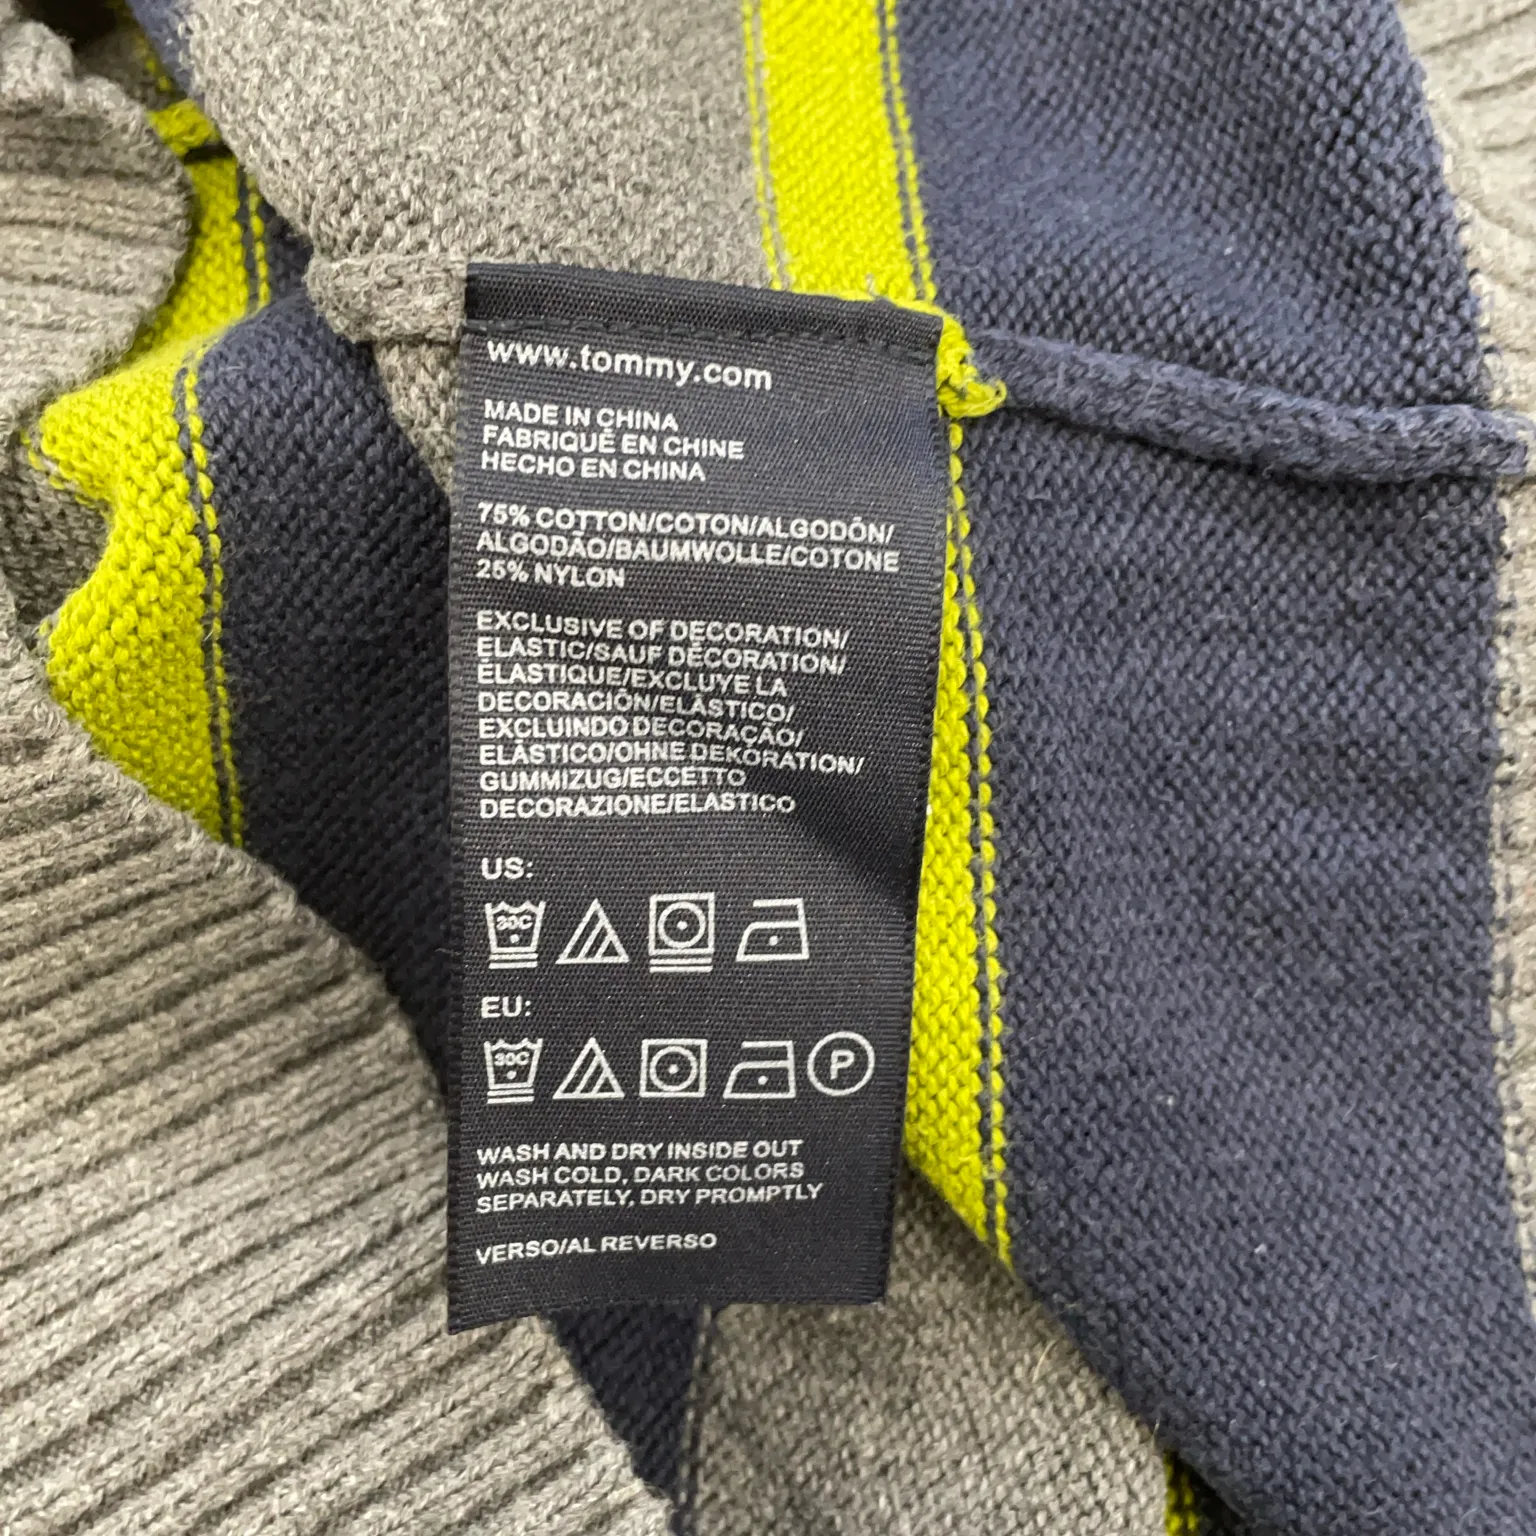 www.tommy.com
MADE IN CHINA
FABRIQUÉ EN CHINE
HECHO EN CHINA
75% COTTON/COTON/ALGODÓN/
ALGODÃO/BAUMWOLLE/COTONE
25% NYLON
EXCLUSIVE OF DECORATION/
ELASTIC/SAUF DÉCORATION/
ÉLASTIQUE/EXCLUYE LA
DECORACIÓN/ELÁSTICO/
EXCLUINDO DECORAÇÃO/
ELÁSTICO/OHNE DEKORATION/
GUMMIZUG/ECCETTO
DECORAZIONE/ELASTICO
US:
30C
EU:
30C P
WASH AND DRY INSIDE OUT
WASH COLD, DARK COLORS
SEPARATELY, DRY PROMPTLY
VERSO/AL REVERSO